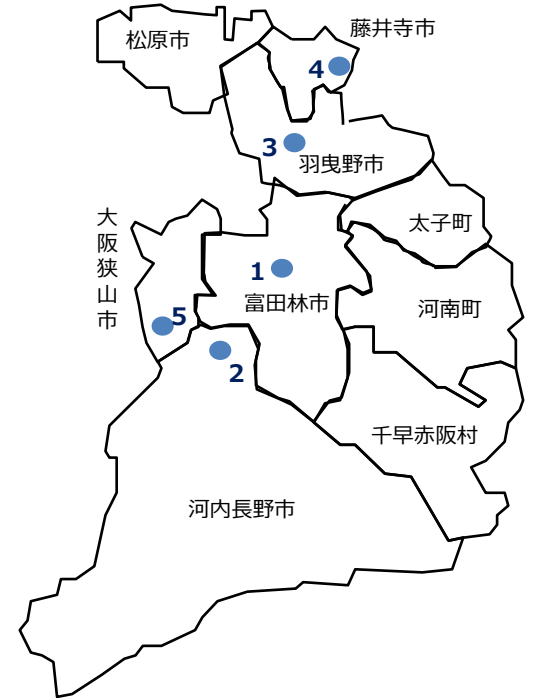 藤井寺市
松原市
4
3
羽曳野市
大阪狭山市
太子町
1
富田林市
河南町
5
2
千早赤阪村
河内長野市